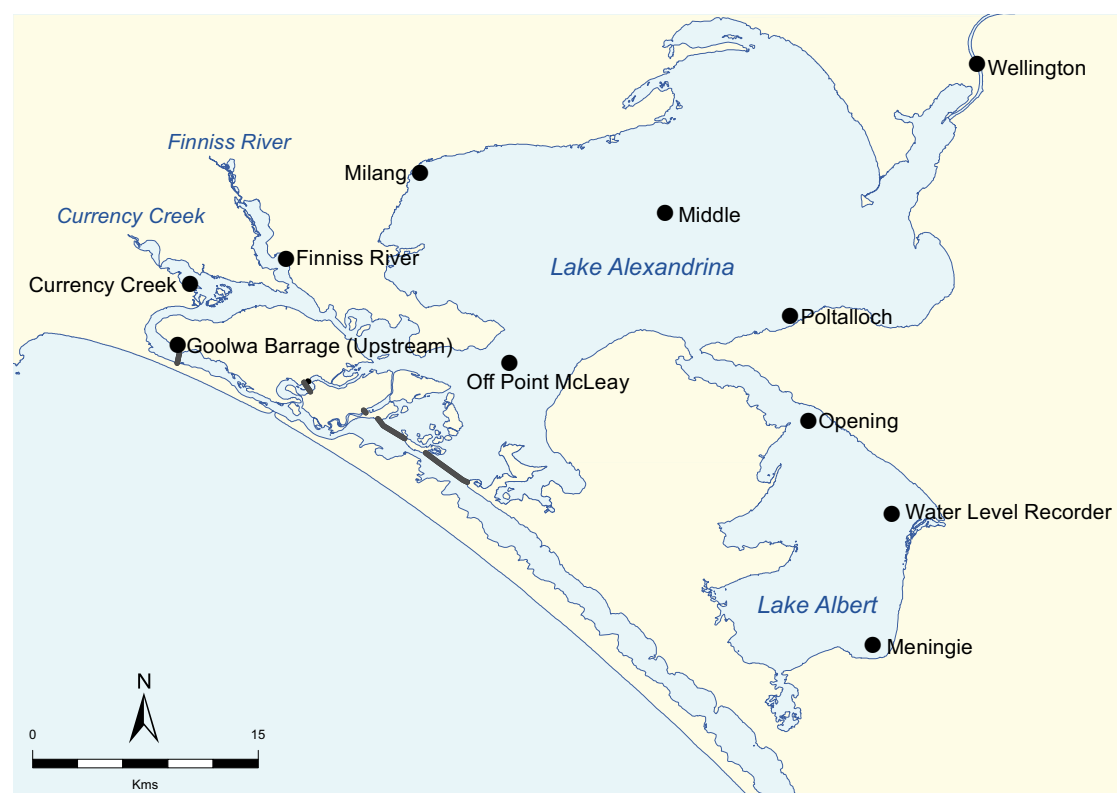 Wellington
Finniss River
Milang
Currency Creek
Middle
Finniss River
Lake Alexandrina
Currency Creek
Poltalloch
Goolwa Barrage (Upstream)
Off Point McLeay
Opening
Water Level Recorder
Lake Albert
Meningie
N
0 15
Kms